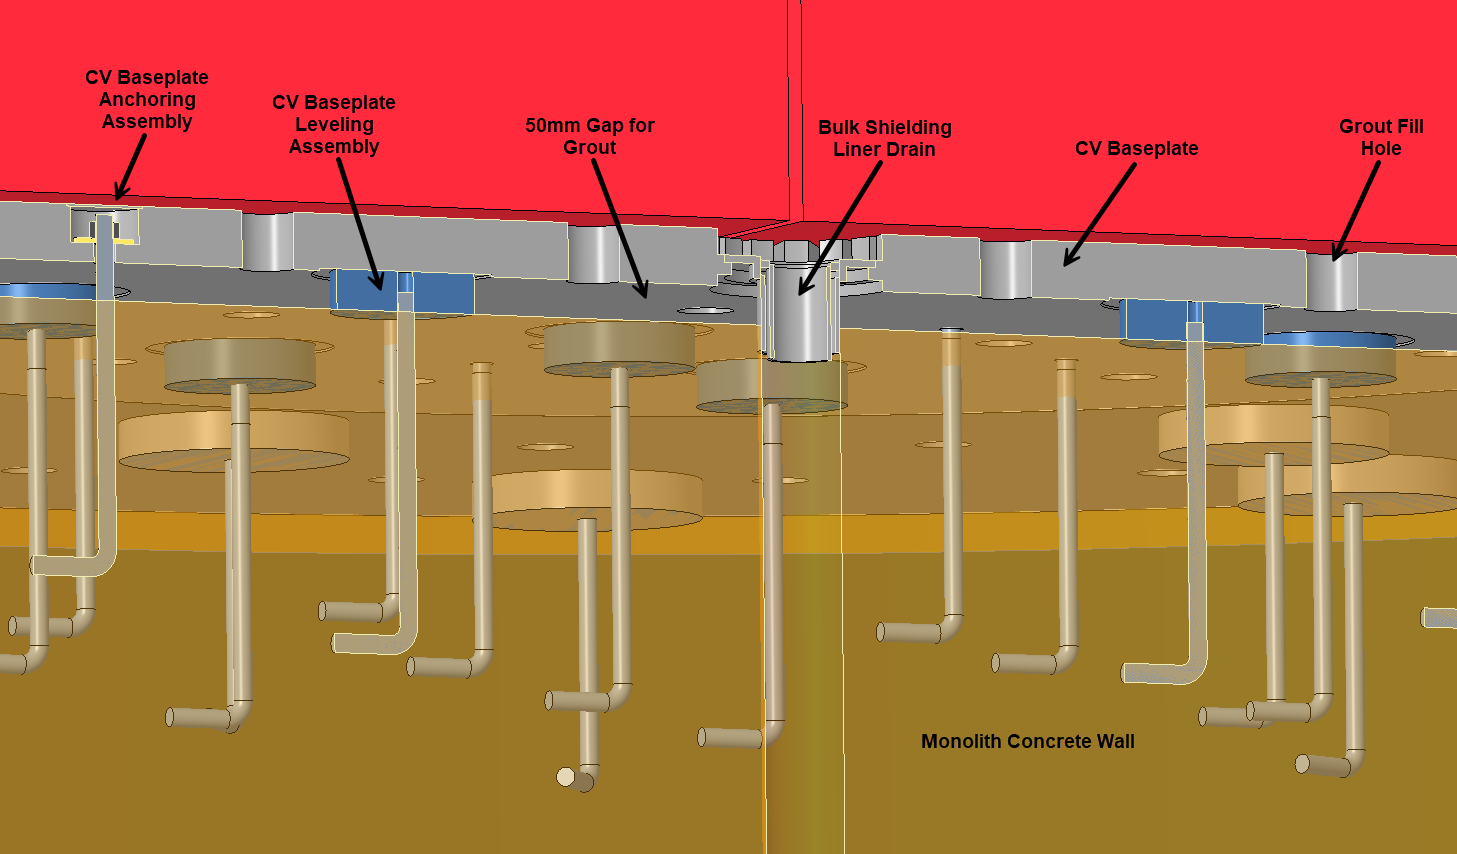 CV Baseplate
Anchoring
Assembly
CV Baseplate
Leveling
Assembly
50mm Gap for
Grout
Bulk Shielding
Liner Drain
CV Baseplate
Grout Fill
Hole
Monolith Concrete Wall